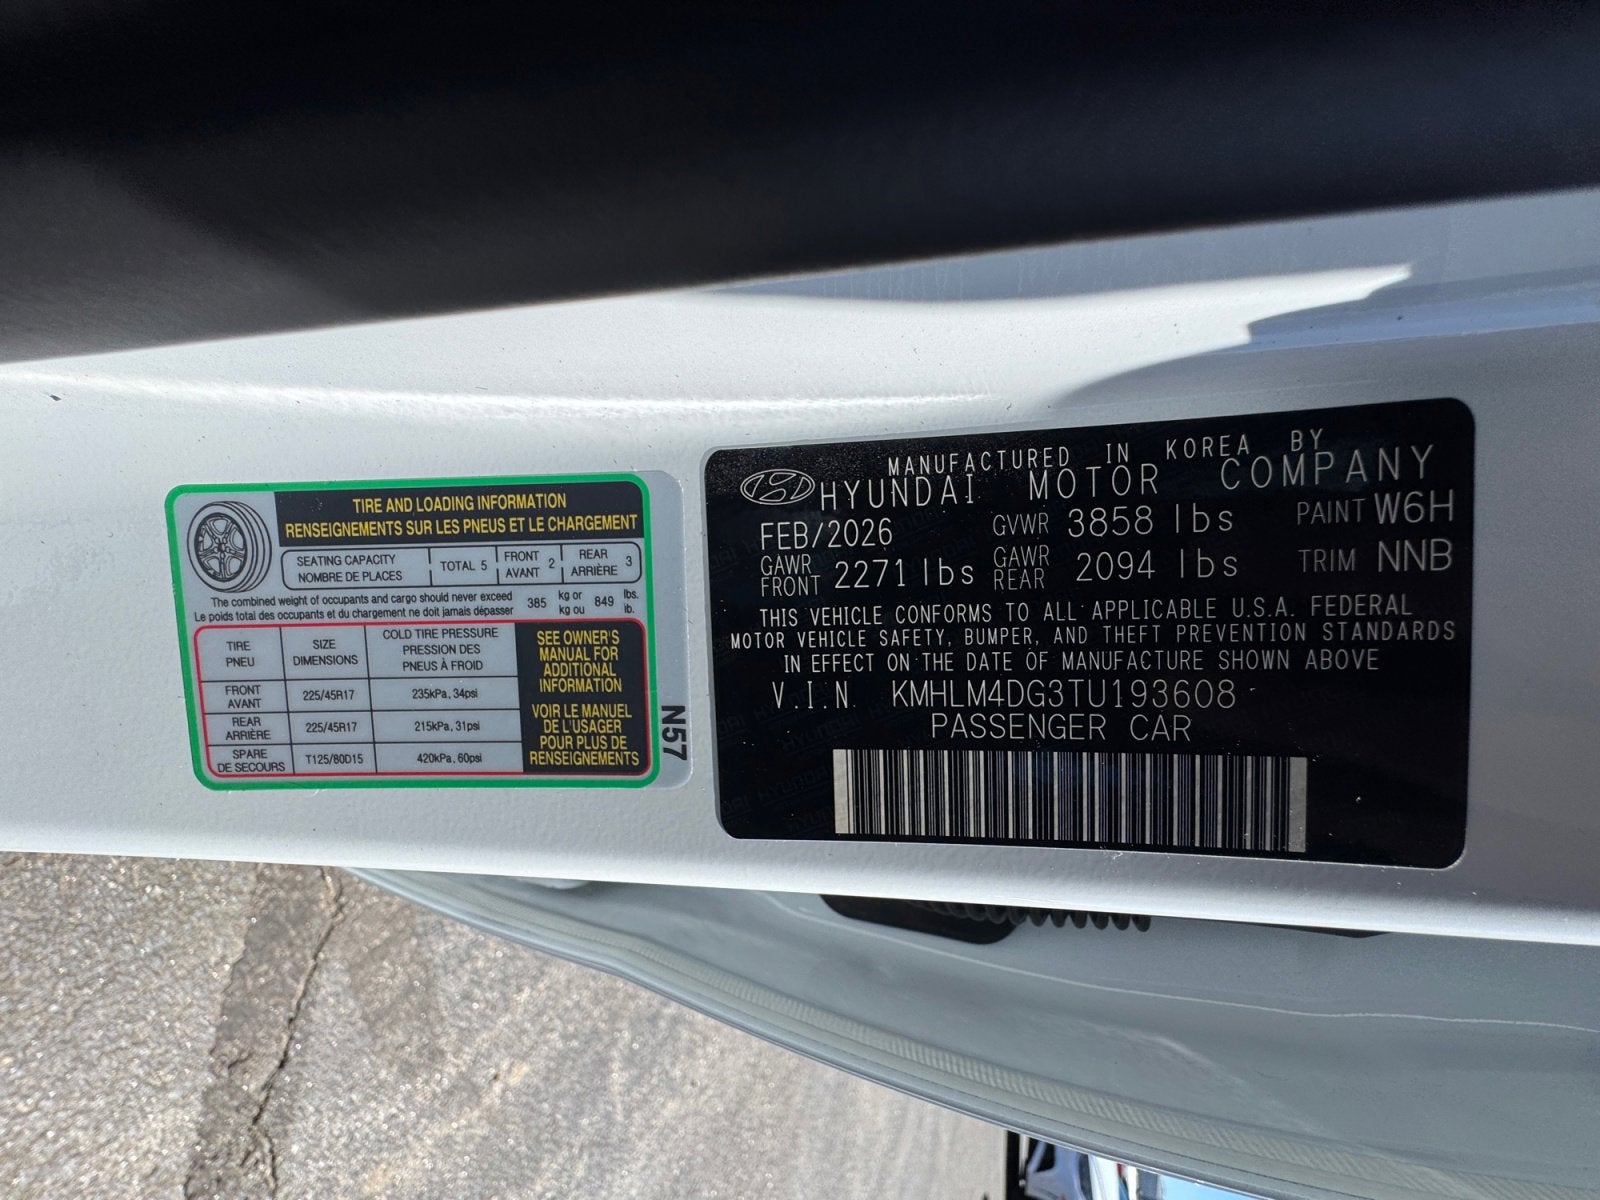 TIRE AND LOADING INFORMATION
RENSEIGNEMENTS SUR LES PNEUS ET LE CHARGEMENT
SEATING CAPACITY
NOMBRE DE PLACES
TOTAL 5
FRONT
AVANT 2
REAR
ARRIÈRE 3
The combined weight of occupants and cargo should never exceed
Le poids total des occupants et du chargement ne doit jamais dépasser
385 kg or
kg ou
849 lbs.
lb.
TIRE
PNEU
SIZE
DIMENSIONS
COLD TIRE PRESSURE
PRESSION DES
PNEUS À FROID
FRONT
AVANT
225/45R17
235kPa, 34psi
REAR
ARRIÈRE
225/45R17
215kPa, 31psi
SPARE
DE SECOURS
T125/80D15
420kPa, 60psi
SEE OWNER'S
MANUAL FOR
ADDITIONAL
INFORMATION
VOIR LE MANUEL
DE L'USAGER
POUR PLUS DE
RENSEIGNEMENTS
N57
MANUFACTURED IN KOREA BY
HYUNDAI MOTOR COMPANY
FEB/2026 GVWR 3858 lbs PAINT W6H
GAWR
FRONT 2271 lbs GAWR
REAR 2094 lbs TRIM NNB
THIS VEHICLE CONFORMS TO ALL APPLICABLE U.S.A. FEDERAL
MOTOR VEHICLE SAFETY, BUMPER, AND THEFT PREVENTION STANDARDS
IN EFFECT ON THE DATE OF MANUFACTURE SHOWN ABOVE
V.I.N KMHLM4DG3TU193608
PASSENGER CAR